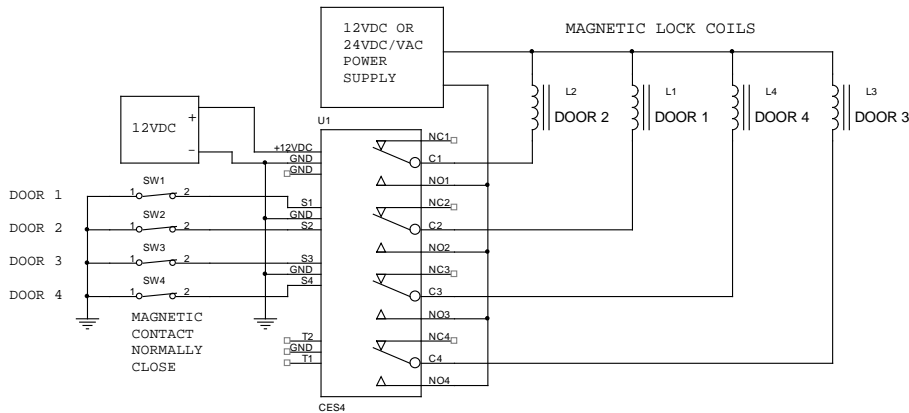 12VDC OR
24VDC/VAC
POWER
SUPPLY
MAGNETIC LOCK COILS
L2
DOOR 2
L1
DOOR 1
L4
DOOR 4
L3
DOOR 3
12VDC
+
-
U1
+12VDC
GND
GND
S1
GND
S2
S3
GND
S4
T2
GND
T1
NC1
C1
NO1
NC2
C2
NO2
NC3
C3
NO3
NC4
C4
NO4
CES4
DOOR 1
1
SW1
2
DOOR 2
1
SW2
2
DOOR 3
1
SW3
2
DOOR 4
1
SW4
2
MAGNETIC
CONTACT
NORMALLY
CLOSE